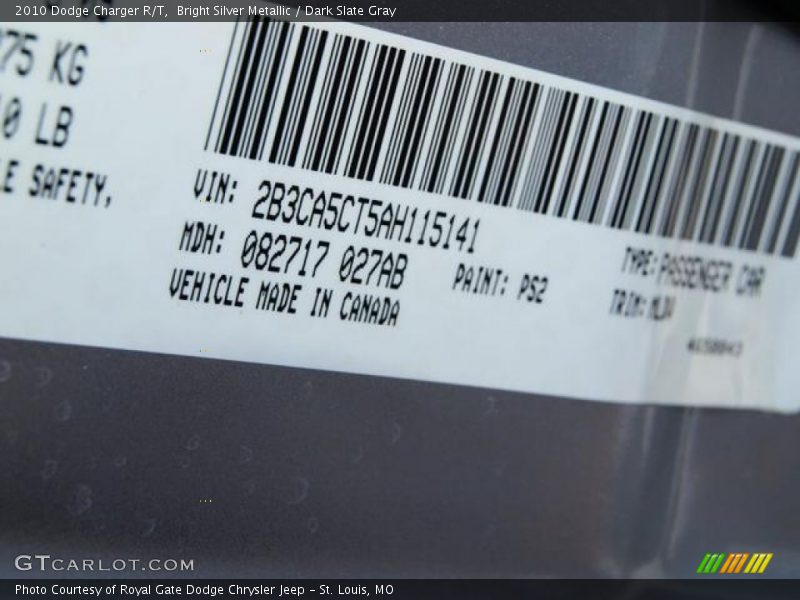 2010 Dodge Charger R/T, Bright Silver Metallic / Dark Slate Gray
75 KG
0 LB
LE SAFETY,
VIN: 2B3CA5CT5AH115141
MDH: 082717 027AB
PAINT: PS2
TYPE: PASSENGER CAR
TRIM:
VEHICLE MADE IN CANADA
GTCARLOT.COM
Photo Courtesy of Royal Gate Dodge Chrysler Jeep – St. Louis, MO